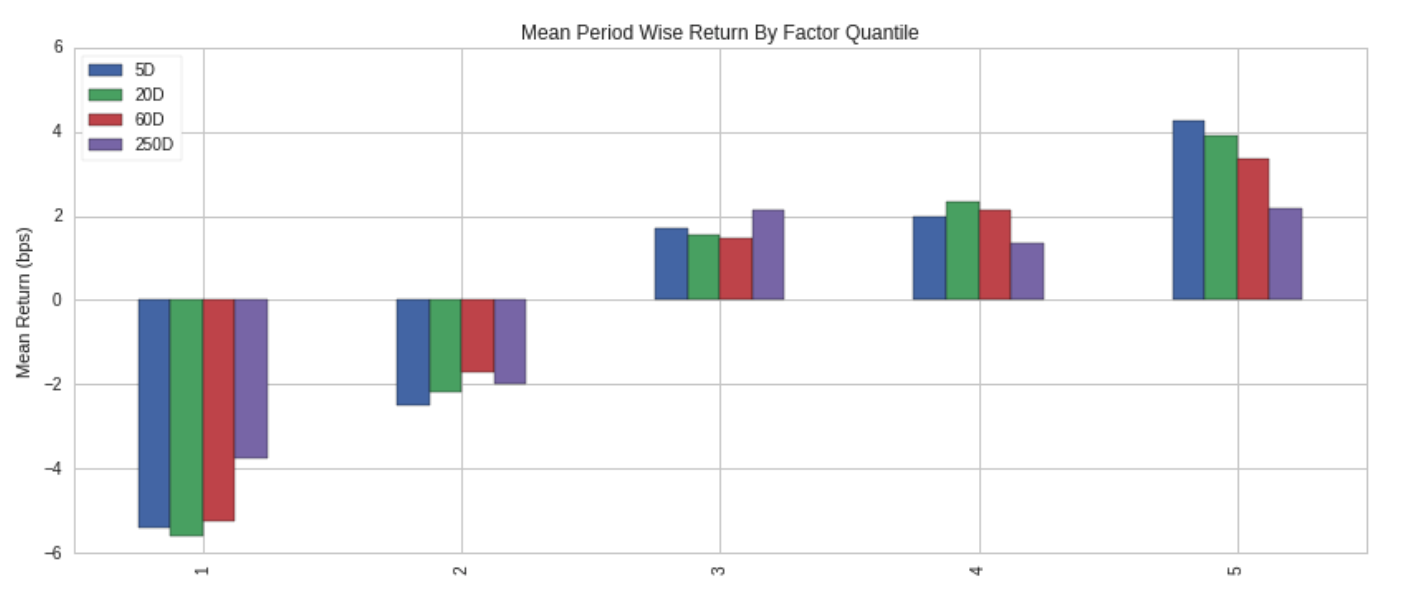 Mean Period Wise Return By Factor Quantile
6
5D
20D
60D
250D
4
2
0
−2
−4
−6
Mean Return (bps)
1
2
3
4
5